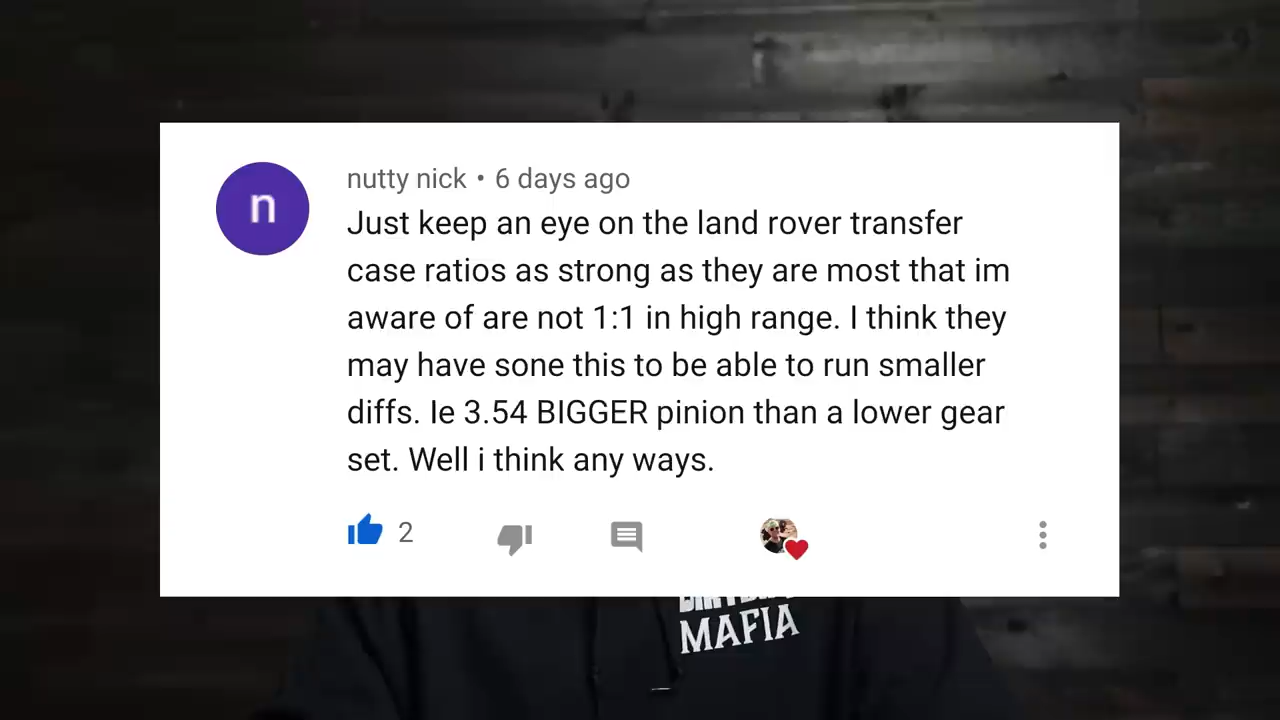 n
nutty nick • 6 days ago
Just keep an eye on the land rover transfer
case ratios as strong as they are most that im
aware of are not 1:1 in high range. I think they
may have sone this to be able to run smaller
diffs. Ie 3.54 BIGGER pinion than a lower gear
set. Well i think any ways.
2
MAFIA